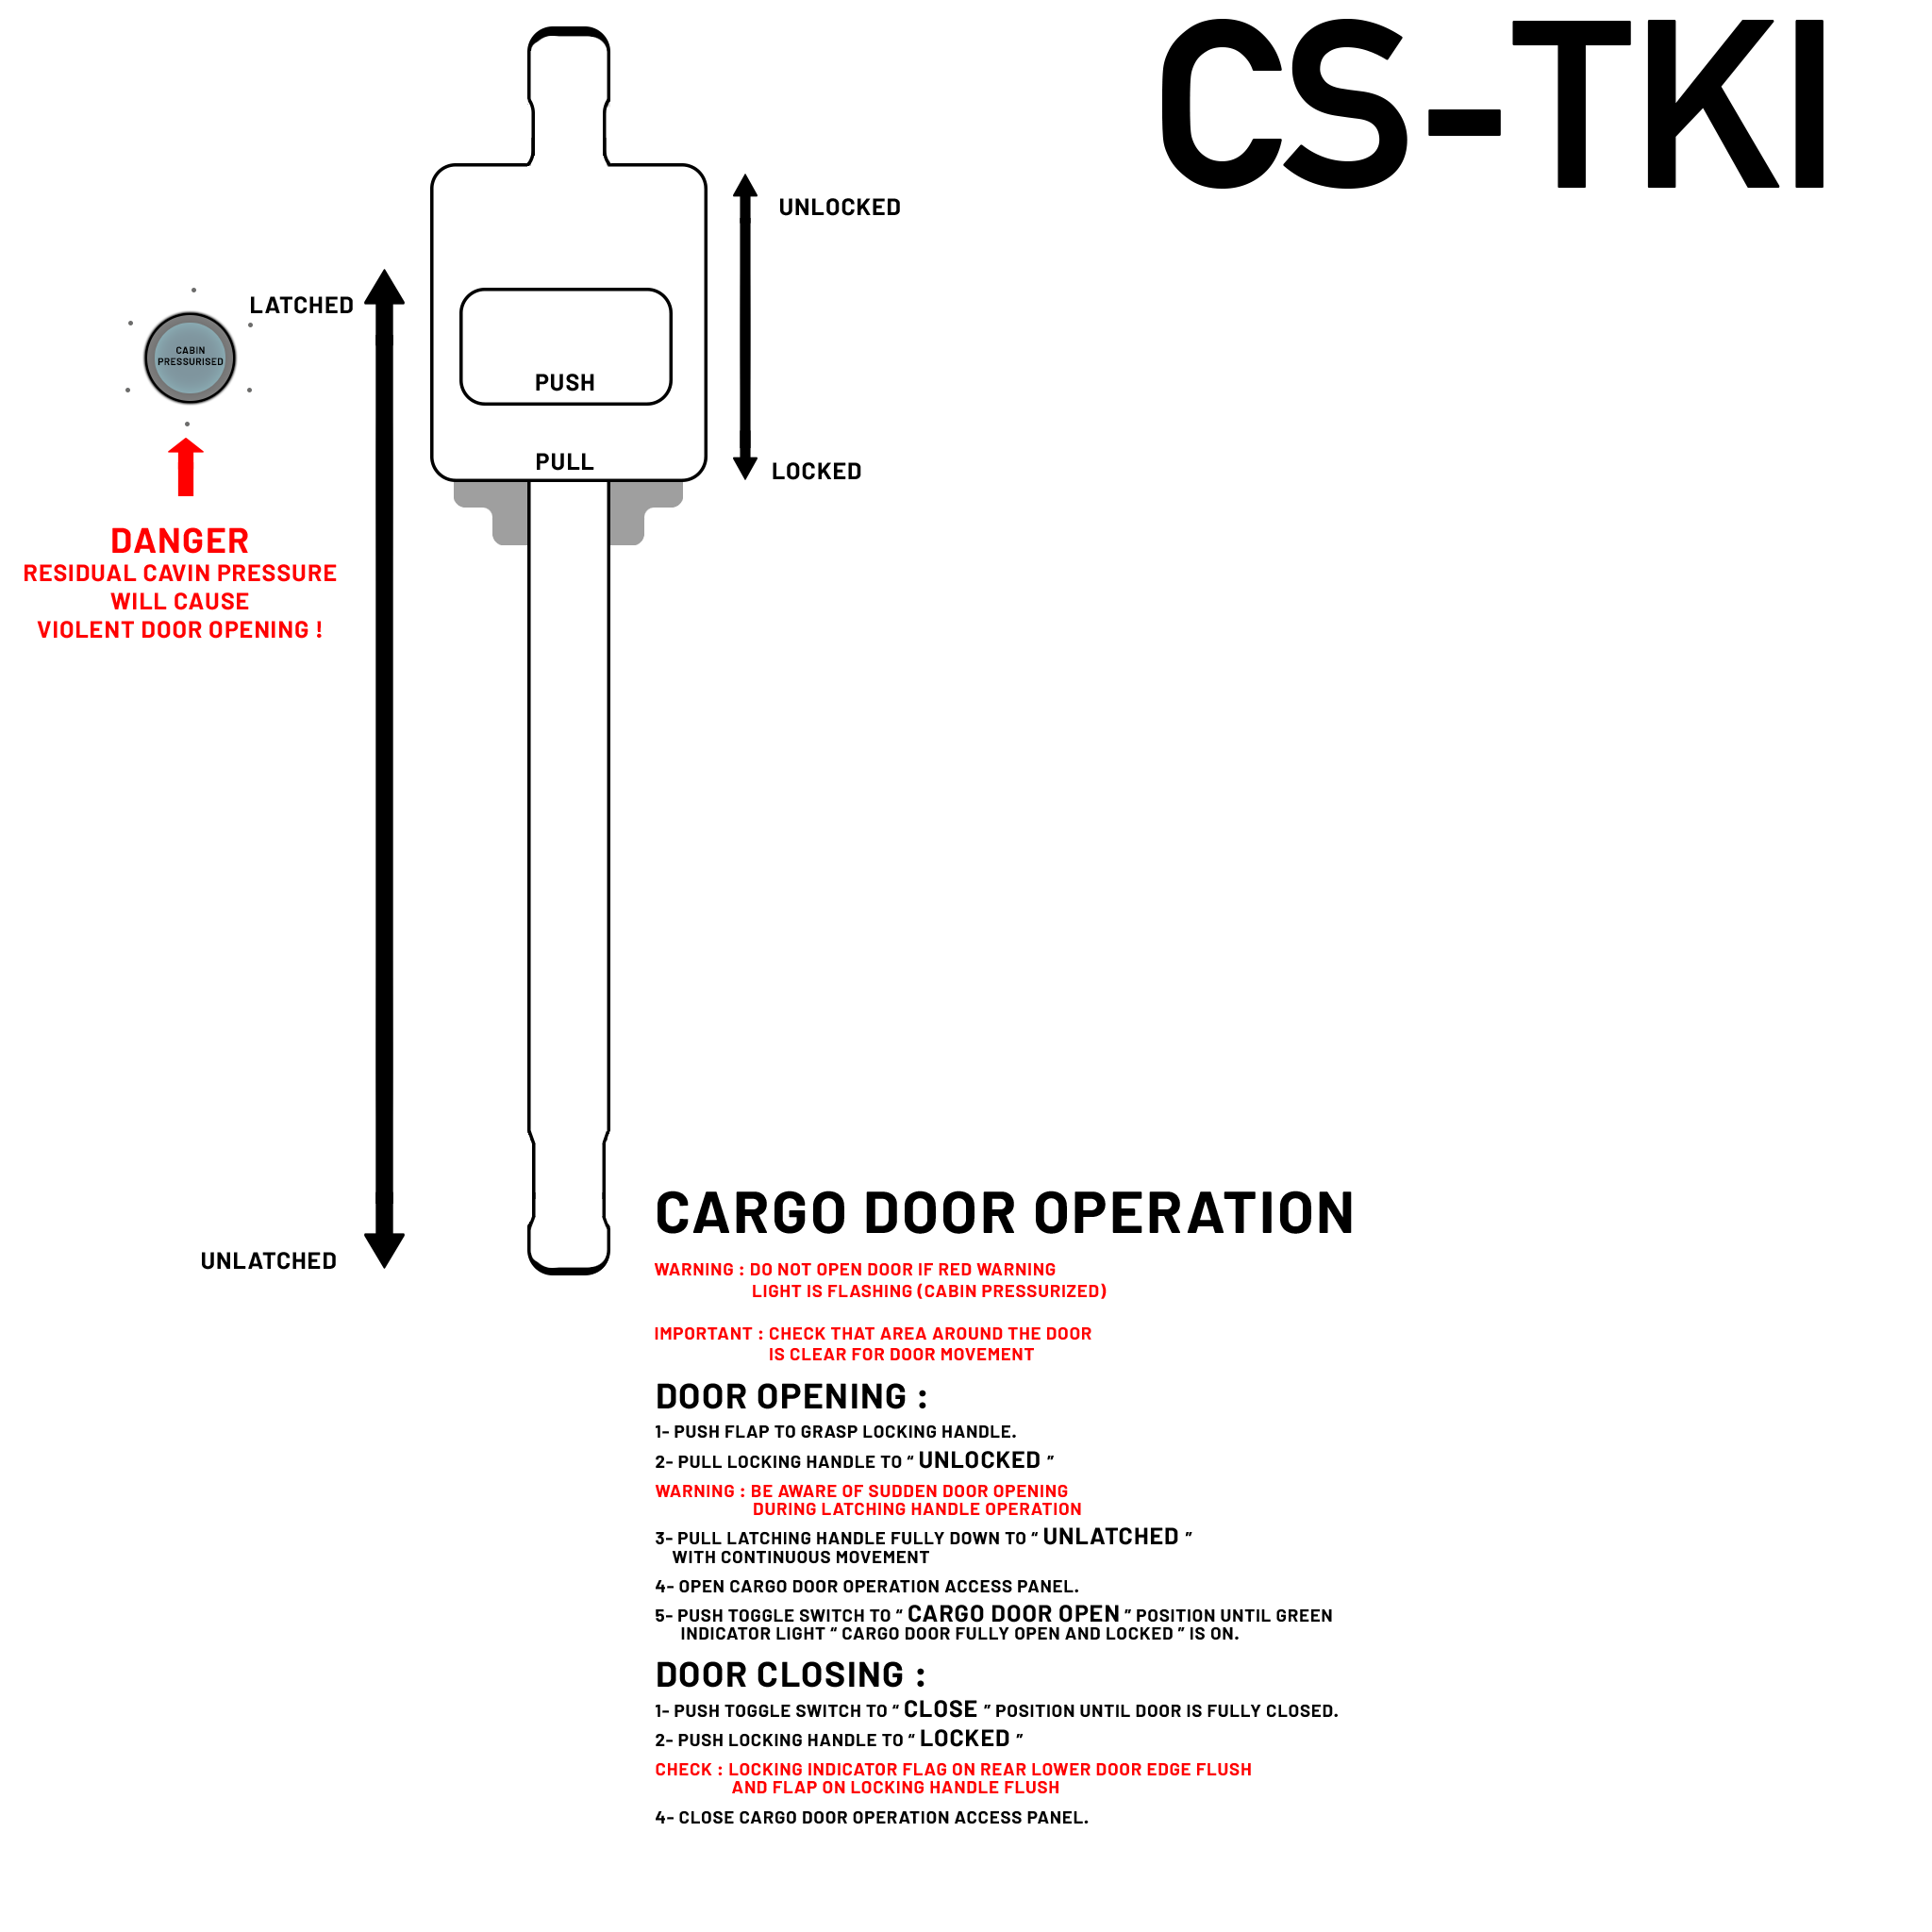 CS-TKI
UNLOCKED
LATCHED
CABIN
PRESSURISED
PUSH
PULL
LOCKED
DANGER
RESIDUAL CAVIN PRESSURE
WILL CAUSE
VIOLENT DOOR OPENING !
UNLATCHED
CARGO DOOR OPERATION
WARNING : DO NOT OPEN DOOR IF RED WARNING
LIGHT IS FLASHING (CABIN PRESSURIZED)
IMPORTANT : CHECK THAT AREA AROUND THE DOOR
IS CLEAR FOR DOOR MOVEMENT
DOOR OPENING :
1- PUSH FLAP TO GRASP LOCKING HANDLE.
2- PULL LOCKING HANDLE TO “ UNLOCKED ”
WARNING : BE AWARE OF SUDDEN DOOR OPENING
DURING LATCHING HANDLE OPERATION
3- PULL LATCHING HANDLE FULLY DOWN TO “ UNLATCHED ”
WITH CONTINUOUS MOVEMENT
4- OPEN CARGO DOOR OPERATION ACCESS PANEL.
5- PUSH TOGGLE SWITCH TO “ CARGO DOOR OPEN ” POSITION UNTIL GREEN
INDICATOR LIGHT “ CARGO DOOR FULLY OPEN AND LOCKED ” IS ON.
DOOR CLOSING :
1- PUSH TOGGLE SWITCH TO “ CLOSE ” POSITION UNTIL DOOR IS FULLY CLOSED.
2- PUSH LOCKING HANDLE TO “ LOCKED ”
CHECK : LOCKING INDICATOR FLAG ON REAR LOWER DOOR EDGE FLUSH
AND FLAP ON LOCKING HANDLE FLUSH
4- CLOSE CARGO DOOR OPERATION ACCESS PANEL.